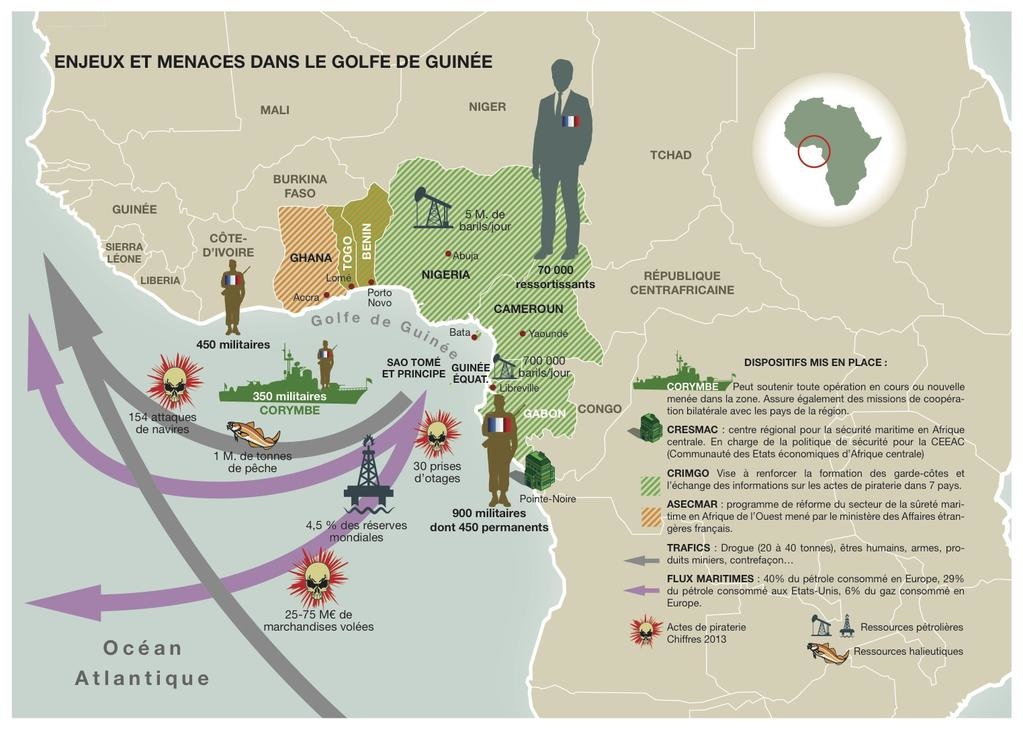 ENJEUX ET MENACES DANS LE GOLFE DE GUINÉE
MALI
NIGER
TCHAD
BURKINA
FASO
GUINÉE
SIERRA
LÉONE
LIBERIA
CÔTE-
D'IVOIRE
GHANA
TOGO
BENIN
Lomé
Accra
Porto
Novo
5 M. de
barils/jour
Abuja
NIGERIA
70 000
ressortissants
CAMEROUN
Yaoundé
RÉPUBLIQUE
CENTRAFRICAINE
Golfe de Guinée
Bata
450 militaires
SAO TOMÉ
ET PRINCIPE
GUINÉE
ÉQUAT.
700 000
barils/jour
Libreville
GABON
CONGO
350 militaires
CORYMBE
154 attaques
de navires
1 M. de tonnes
de pêche
30 prises
d'otages
4,5 % des réserves
mondiales
900 militaires
dont 450 permanents
Pointe-Noire
25-75 M€ de
marchandises volées
Océan
Atlantique
DISPOSITIFS MIS EN PLACE :
CORYMBE Peut soutenir toute opération en cours ou nouvelle
menée dans la zone. Assure également des missions de coopéra-
tion bilatérale avec les pays de la région.
CRESMAC : centre régional pour la sécurité maritime en Afrique
centrale. En charge de la politique de sécurité pour la CEEAC
(Communauté des Etats économiques d'Afrique centrale)
CRIMGO Vise à renforcer la formation des garde-côtes et
l'échange des informations sur les actes de piraterie dans 7 pays.
ASECMAR : programme de réforme du secteur de la sûreté mari-
time en Afrique de l'Ouest mené par le ministère des Affaires étran-
gères français.
TRAFICS : Drogue (20 à 40 tonnes), êtres humains, armes, pro-
duits miniers, contrefaçon…
FLUX MARITIMES : 40% du pétrole consommé en Europe, 29%
du pétrole consommé aux Etats-Unis, 6% du gaz consommé en
Europe.
Actes de piraterie
Chiffres 2013
Ressources pétrolières
Ressources halieutiques